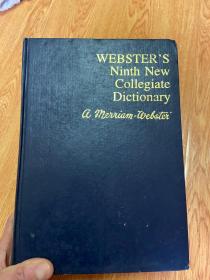 WEBSTER'S
Ninth New
Collegiate
Dictionary
A Merriam-Webster